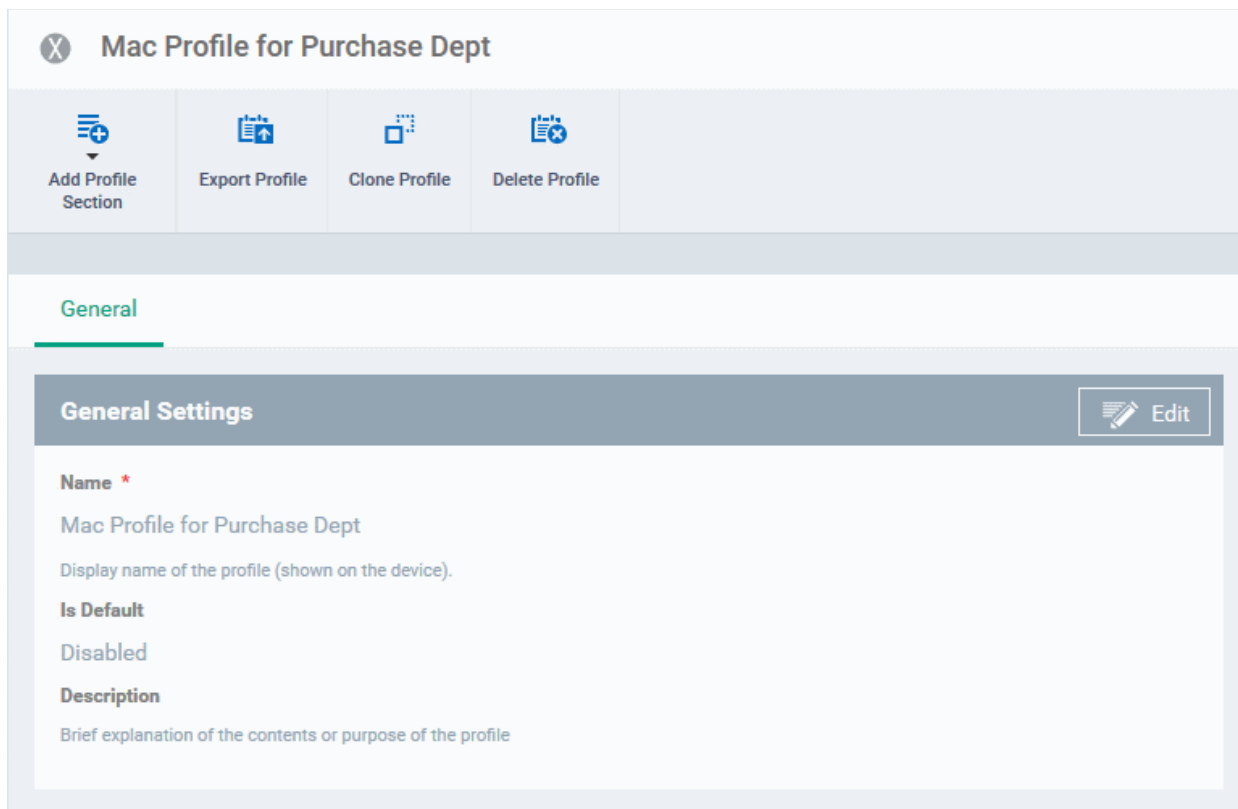 X Mac Profile for Purchase Dept
Add Profile
Section
Export Profile
Clone Profile
Delete Profile
General
General Settings
Edit
Name *
Mac Profile for Purchase Dept
Display name of the profile (shown on the device).
Is Default
Disabled
Description
Brief explanation of the contents or purpose of the profile